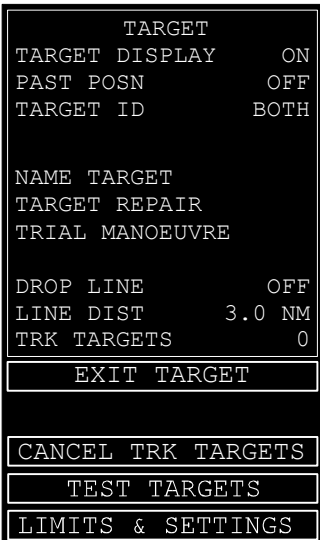 TARGET
TARGET DISPLAY ON
PAST POSN OFF
TARGET ID BOTH
NAME TARGET
TARGET REPAIR
TRIAL MANOEUVRE
DROP LINE OFF
LINE DIST 3.0 NM
TRK TARGETS 0
EXIT TARGET
CANCEL TRK TARGETS
TEST TARGETS
LIMITS & SETTINGS